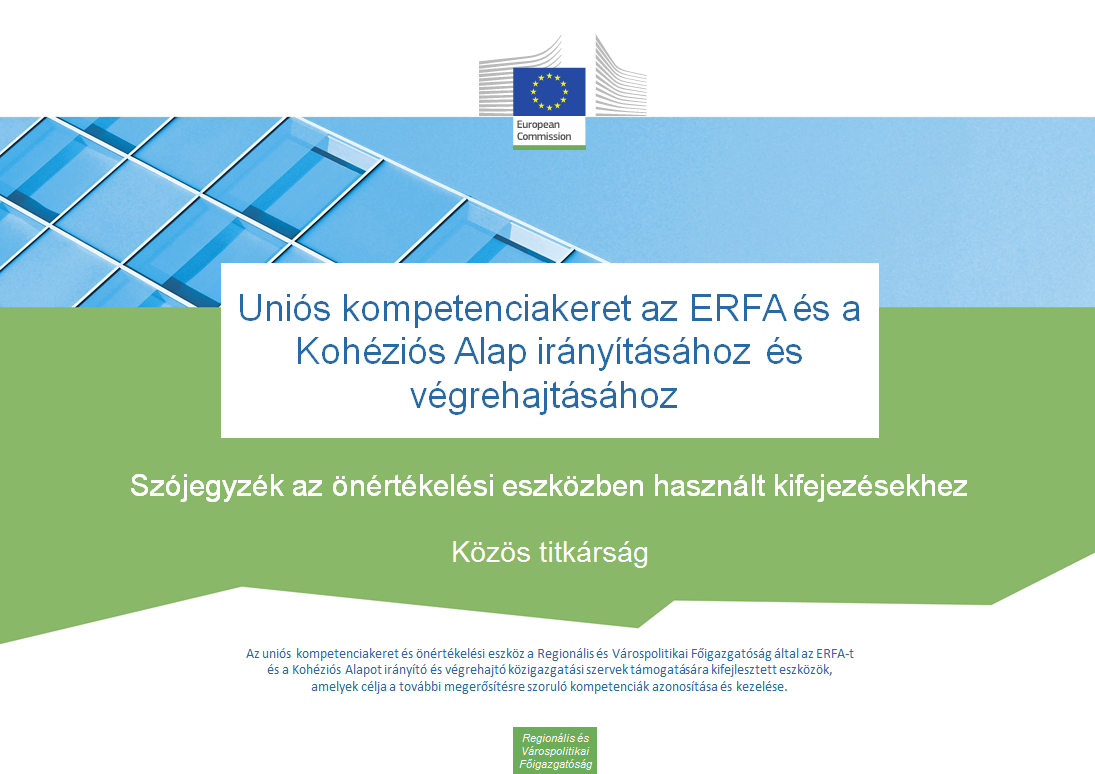 European
Commission
Uniós kompetenciakeret az ERFA és a
Kohéziós Alap irányításához és
végrehajtásához
Szójegyzék az önértékelési eszközben használt kifejezésekhez
Közös titkárság
Az uniós kompetenciakeret és önértékelési eszköz a Regionális és Várospolitikai Főigazgatóság által az ERFA-t
és a Kohéziós Alapot irányító és végrehajtó közigazgatási szervek támogatására kifejlesztett eszközök,
amelyek célja a további megerősítésre szoruló kompetenciák azonosítása és kezelése.
Regionális és
Várospolitikai
Főigazgatóság